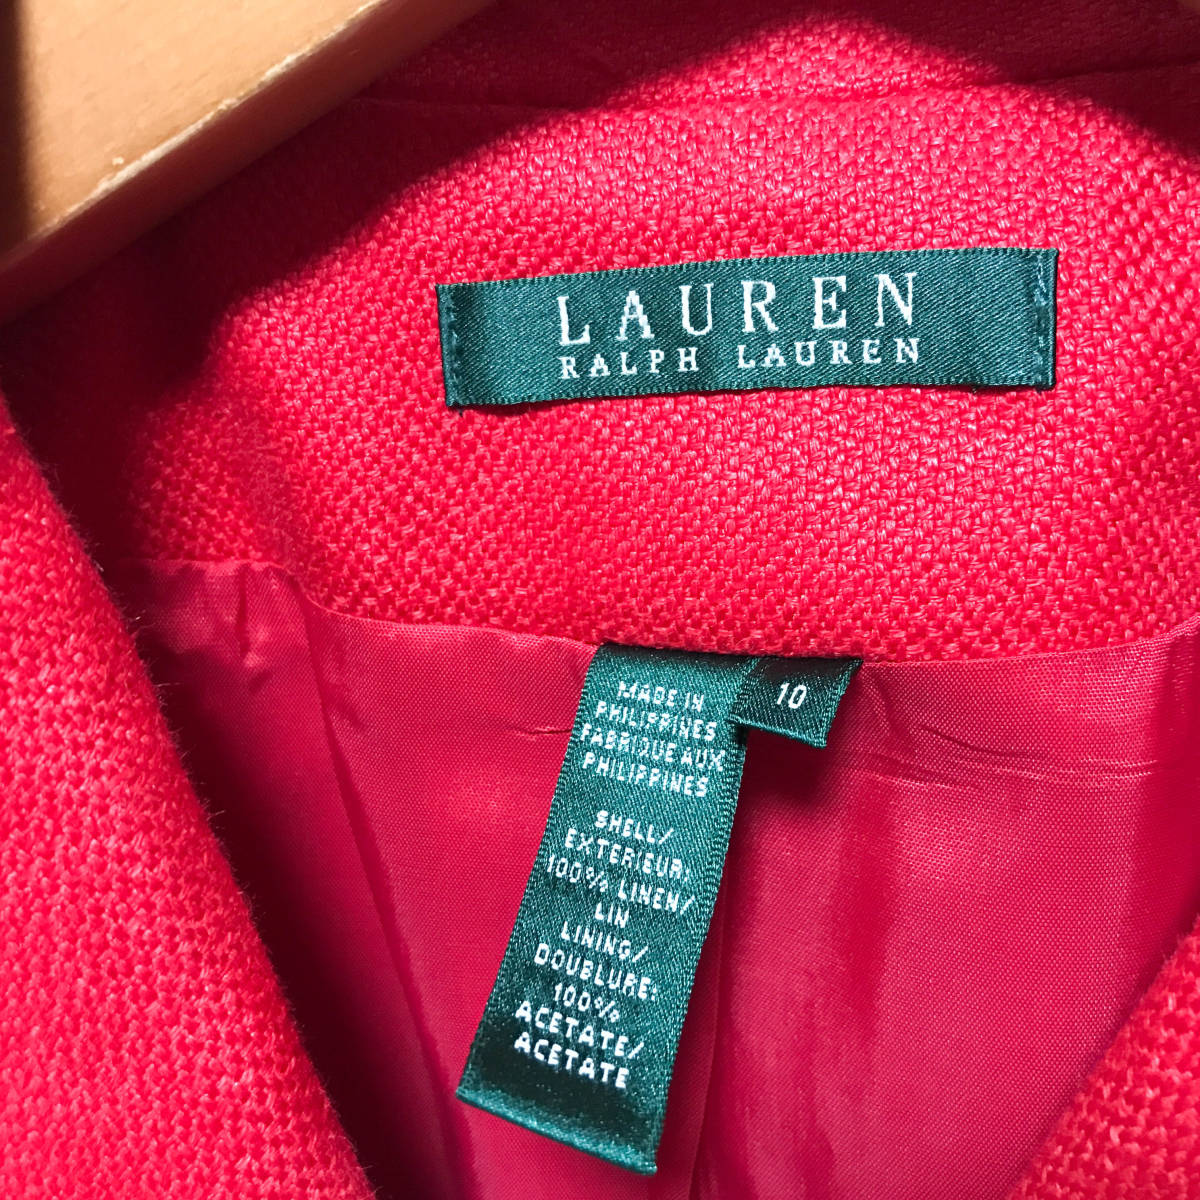 LAUREN
RALPH LAUREN
10
MADE IN
PHILIPPINES
FABRIQUE AUX
PHILIPPINES
SHELL/
EXTERIEUR:
100% LINEN/
LIN
LINING/
DOUBLURE:
100%
ACETATE/
ACETATE